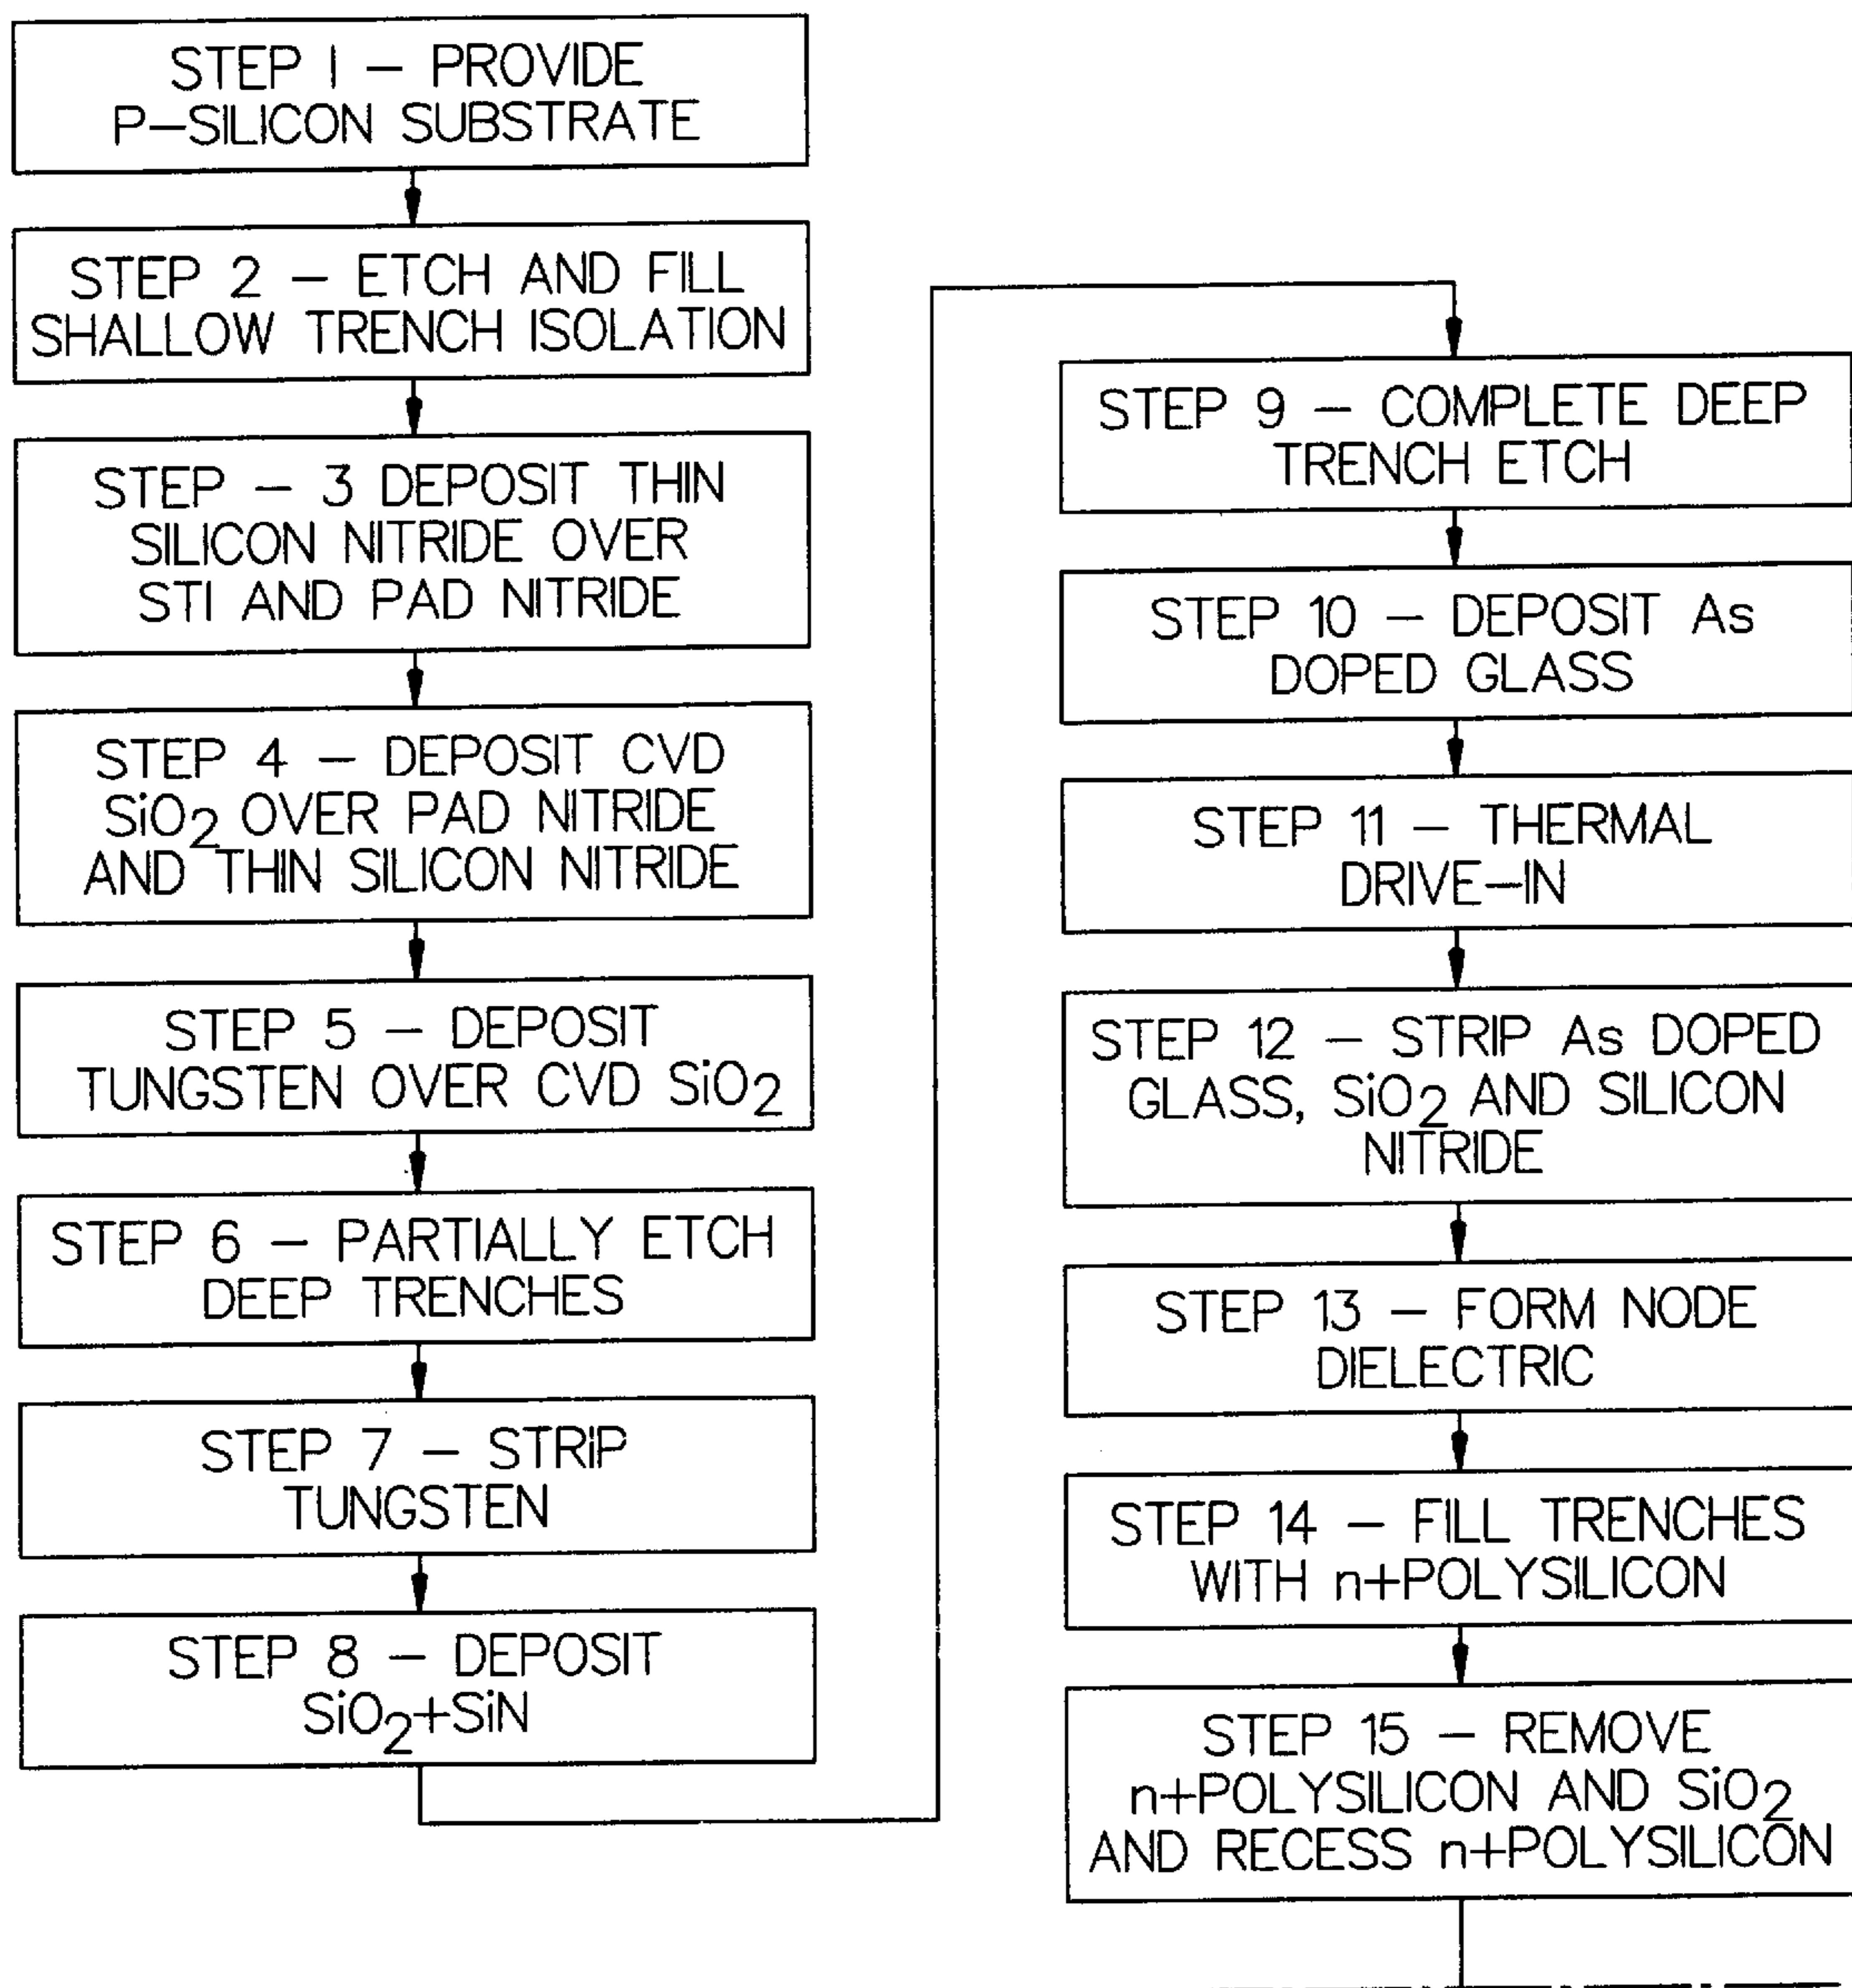 STEP 1 – PROVIDE
P–SILICON SUBSTRATE
STEP 2 – ETCH AND FILL
SHALLOW TRENCH ISOLATION
STEP – 3 DEPOSIT THIN
SILICON NITRIDE OVER
STI AND PAD NITRIDE
STEP 4 – DEPOSIT CVD
SiO2 OVER PAD NITRIDE
AND THIN SILICON NITRIDE
STEP 5 – DEPOSIT
TUNGSTEN OVER CVD SiO2
STEP 6 – PARTIALLY ETCH
DEEP TRENCHES
STEP 7 – STRiP
TUNGSTEN
STEP 8 – DEPOSIT
SiO2+SiN
STEP 9 – COMPLETE DEEP
TRENCH ETCH
STEP 10 – DEPOSIT As
DOPED GLASS
STEP 11 – THERMAL
DRIVE–IN
STEP 12 – STRIP As DOPED
GLASS, SiO2 AND SILICON
NITRIDE
STEP 13 – FORM NODE
DIELECTRIC
STEP 14 – FILL TRENCHES
WITH n+POLYSILICON
STEP 15 – REMOVE
n+POLYSILICON AND SiO2
AND RECESS n+POLYSILICON